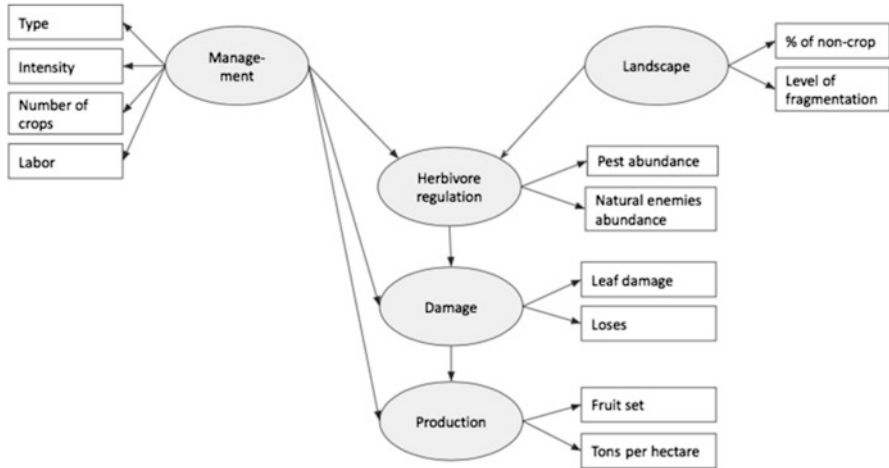 Type
Intensity
Number of
crops
Labor
Manage-
ment
Landscape
% of non-crop
Level of
fragmentation
Herbivore
regulation
Pest abundance
Natural enemies
abundance
Damage
Leaf damage
Loses
Production
Fruit set
Tons per hectare